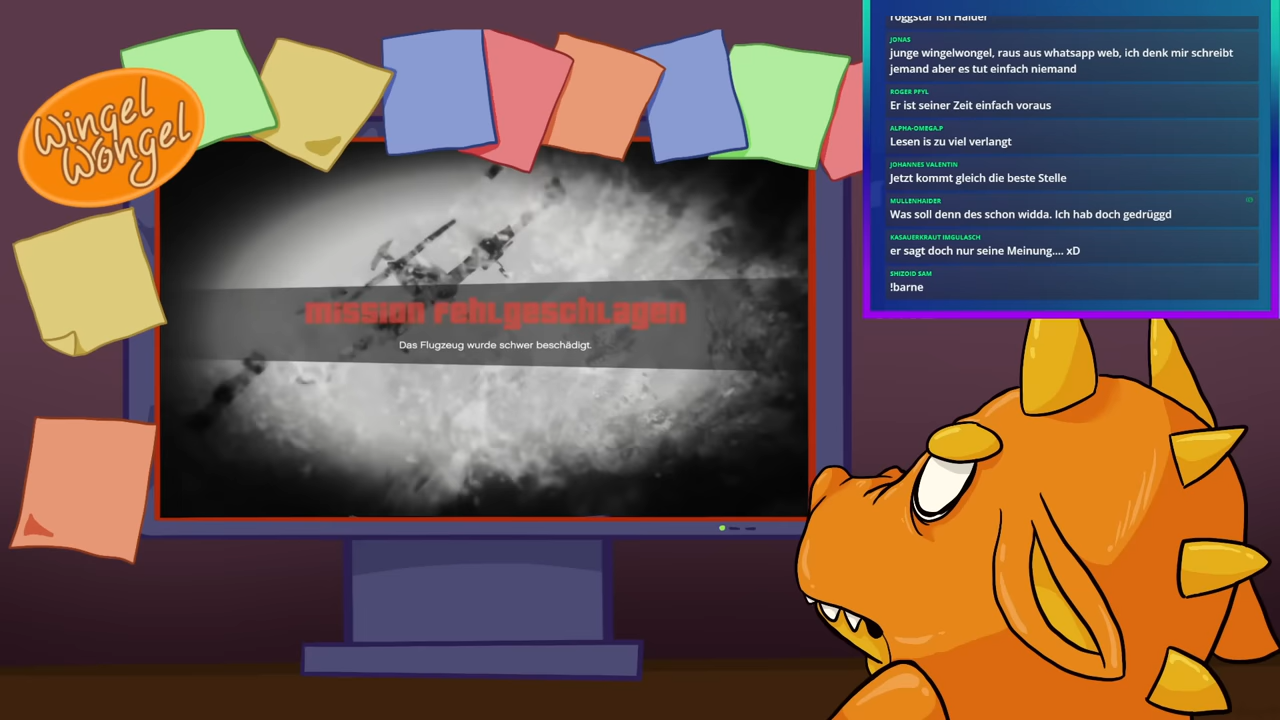 Wingel
Wongel
mission fehlgeschlagen
Das Flugzeug wurde schwer beschädigt.
roggstar isn Haider
JONAS
junge wingelwongel, raus aus whatsapp web, ich denk mir schreibt
jemand aber es tut einfach niemand
ROGER PFYL
Er ist seiner Zeit einfach voraus
ALPHA-OMEGA.P
Lesen is zu viel verlangt
JOHANNES VALENTIN
Jetzt kommt gleich die beste Stelle
MULLENHAIDER
Was soll denn des schon widda. Ich hab doch gedrüggd
KASAUERKRAUT IMGULASCH
er sagt doch nur seine Meinung.... xD
SHIZOID SAM
!barne